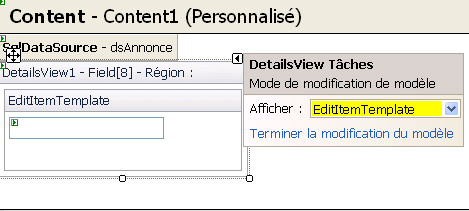 Content - Content1 (Personnalisé)
SqlDataSource - dsAnnonce
DetailsView1 - Field[8] - Région :
EditItemTemplate
DetailsView Tâches
Mode de modification de modèle
Afficher : EditItemTemplate
Terminer la modification du modèle